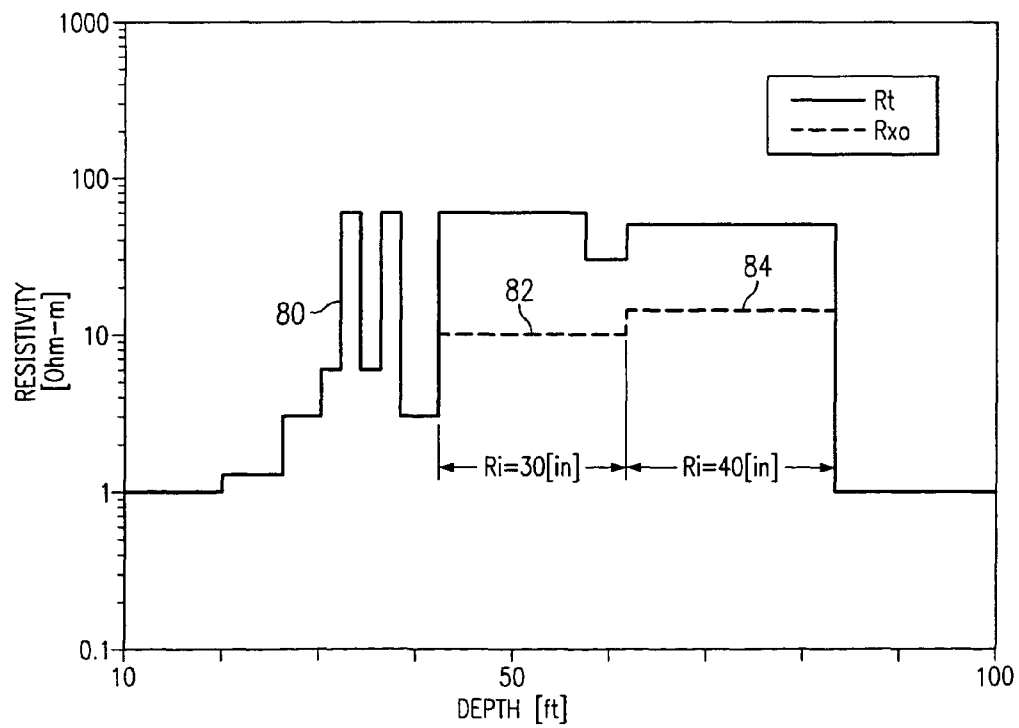 1000
100
10
1
0.1
RESISTIVITY
[Ohm-m]
Rt
Rxo
80
82
84
Ri=30[in]
Ri=40[in]
10
50
100
DEPTH [ft]